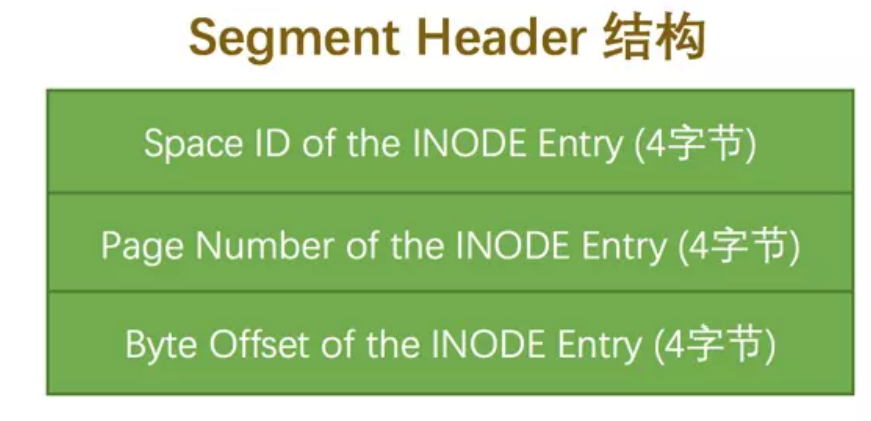 Segment Header 结构
Space ID of the INODE Entry (4字节)
Page Number of the INODE Entry (4字节)
Byte Offset of the INODE Entry (4字节)